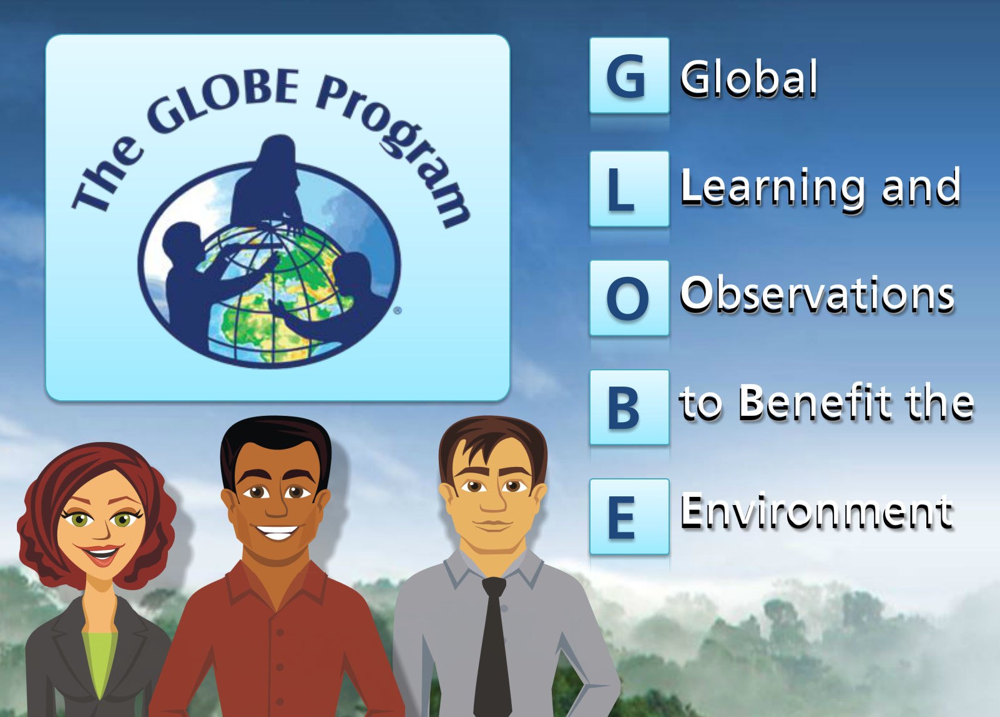 The GLOBE Program
®
G Global
L Learning and
O Observations
B to Benefit the
E Environment